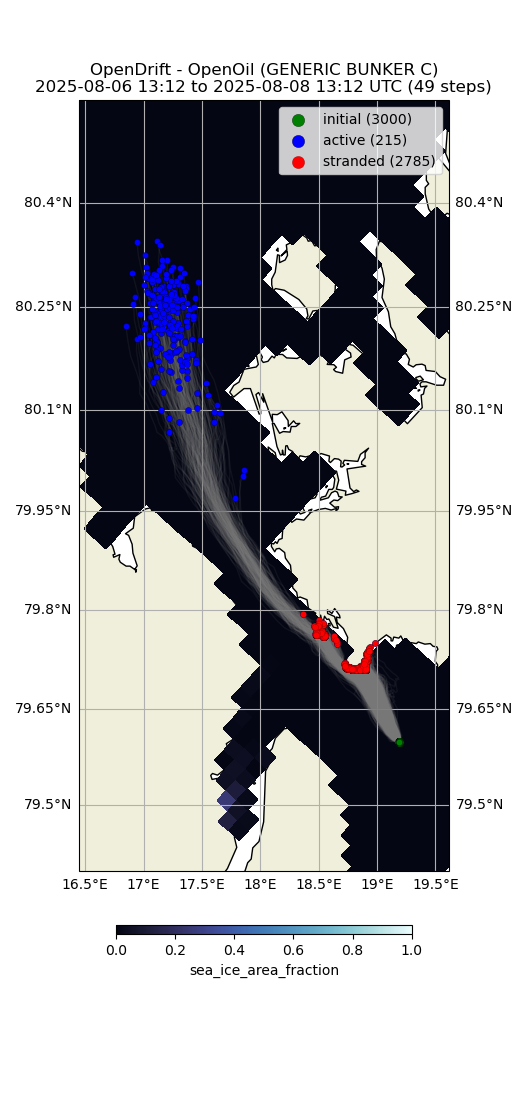 OpenDrift - OpenOil (GENERIC BUNKER C)
2025-08-06 13:12 to 2025-08-08 13:12 UTC (49 steps)
initial (3000)
active (215)
stranded (2785)
80.4°N 80.4°N
80.25°N 80.25°N
80.1°N 80.1°N
79.95°N 79.95°N
79.8°N 79.8°N
79.65°N 79.65°N
79.5°N 79.5°N
16.5°E 17°E 17.5°E 18°E 18.5°E 19°E 19.5°E
0.0 0.2 0.4 0.6 0.8 1.0
sea_ice_area_fraction